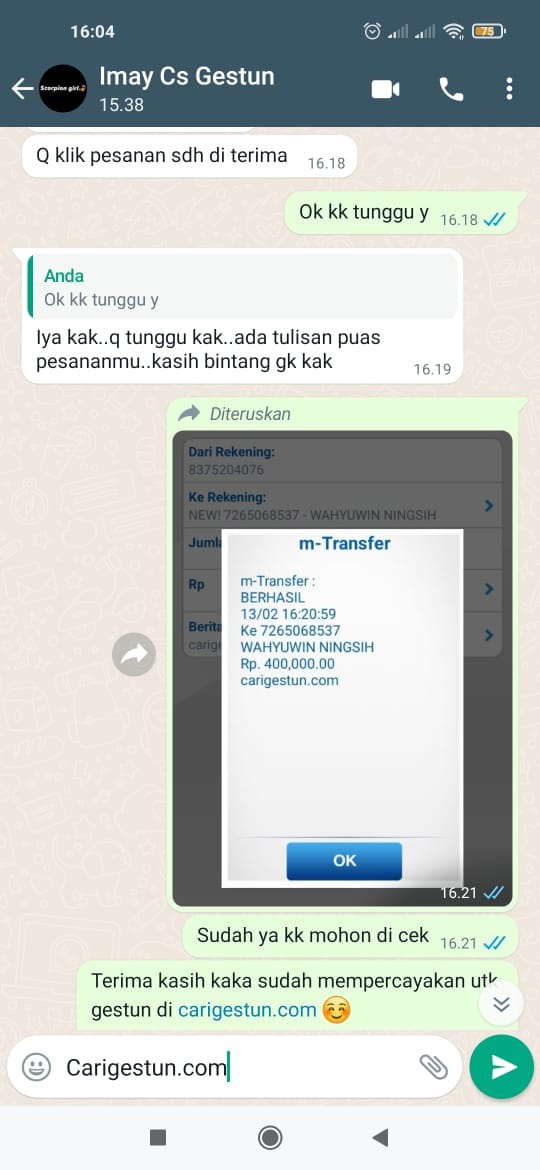 16:04
75
Scorpion girl
Imay Cs Gestun
15.38
Q klik pesanan sdh di terima 16.18
Ok kk tunggu y 16.18
Anda
Ok kk tunggu y
Iya kak..q tunggu kak..ada tulisan puas
pesananmu..kasih bintang gk kak 16.19
Diteruskan
Dari Rekening:
8375204076
Ke Rekening:
NEW! 7265068537 - WAHYUWIN NINGSIH
Jumla
Rp
Berita
carige
m-Transfer
m-Transfer :
BERHASIL
13/02 16:20:59
Ke 7265068537
WAHYUWIN NINGSIH
Rp. 400,000.00
carigestun.com
OK
16.21
Sudah ya kk mohon di cek 16.21
Terima kasih kaka sudah mempercayakan utk
gestun di carigestun.com 😊
Carigestun.com